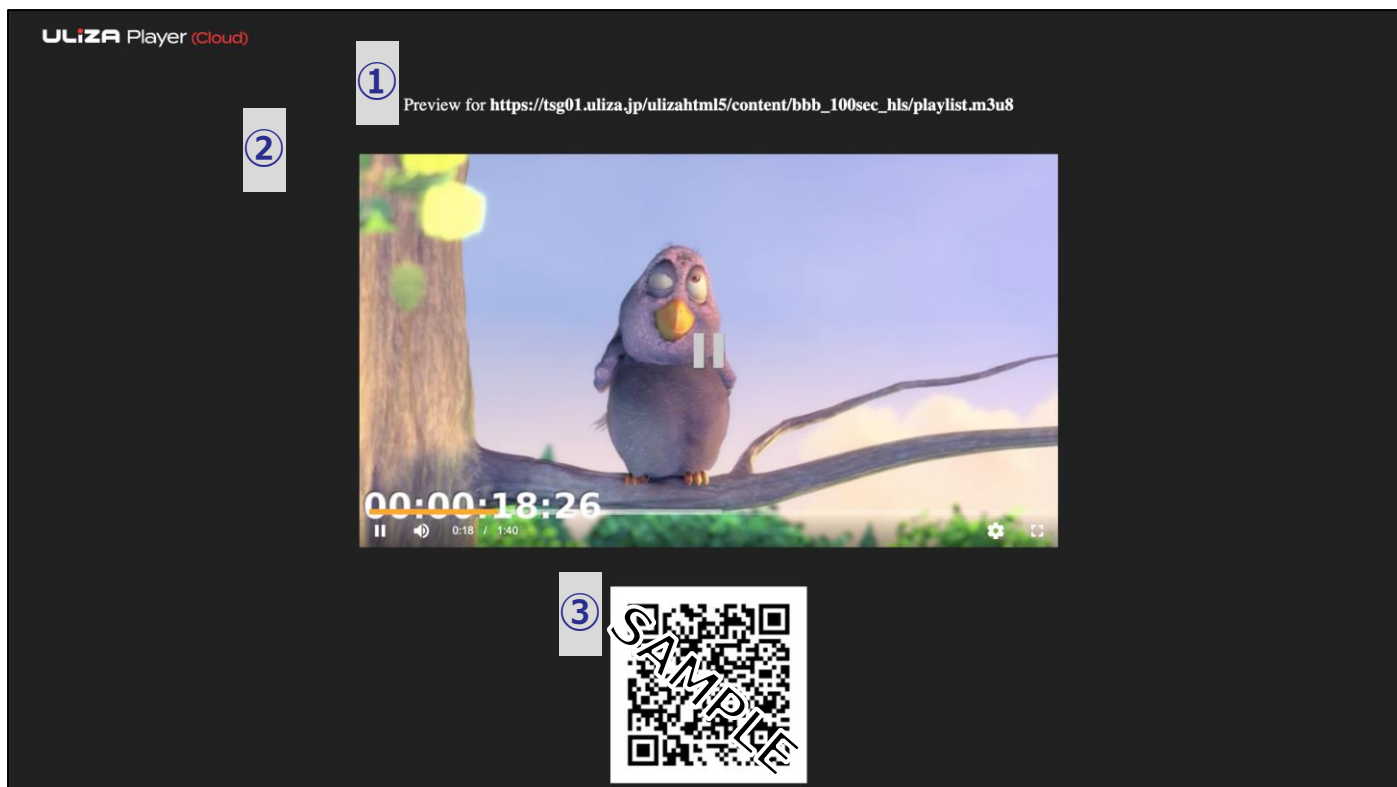 ULIZA Player (Cloud)
①
Preview for https://tsg01.uliza.jp/ulizahtml5/content/bbb_100sec_hls/playlist.m3u8
②
00:00:18:26
0:18 / 1:40
③
SAMPLE